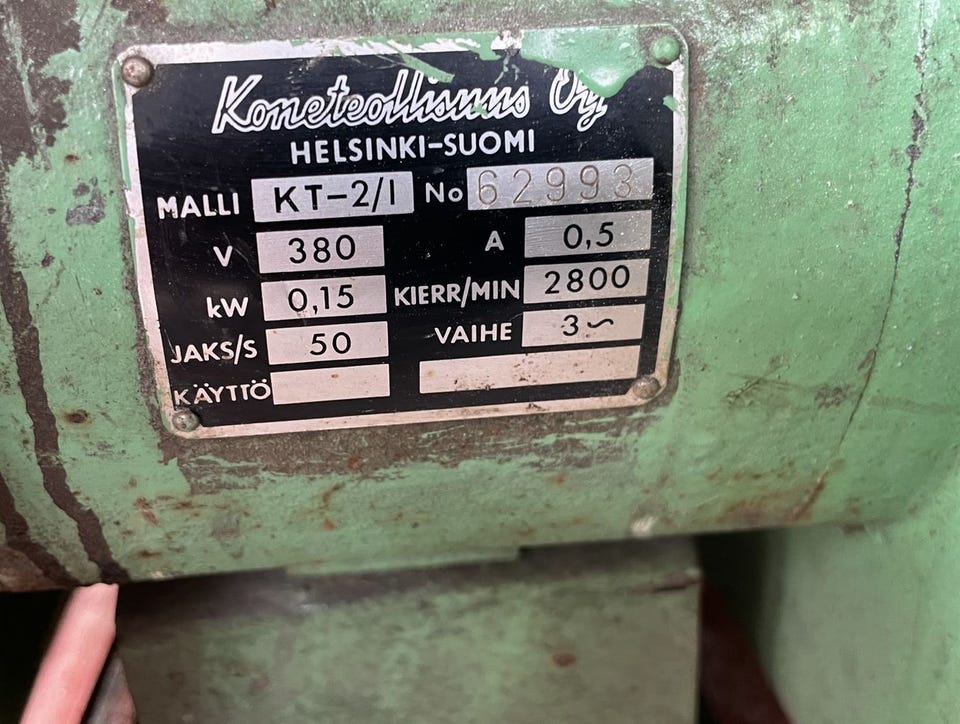 Koneteollisuus Oy
HELSINKI-SUOMI
MALLI KT-2/1 No 62993
V 380 A 0,5
kW 0,15 KIERR/MIN 2800
JAKS/S 50 VAIHE 3~
KÄYTTÖ